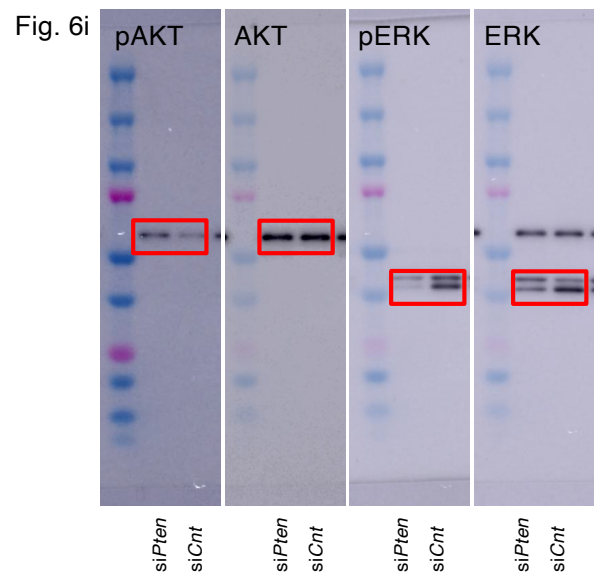 Fig. 6i
pAKT AKT pERK ERK
siPten siCnt siPten siCnt siPten siCnt siPten siCnt